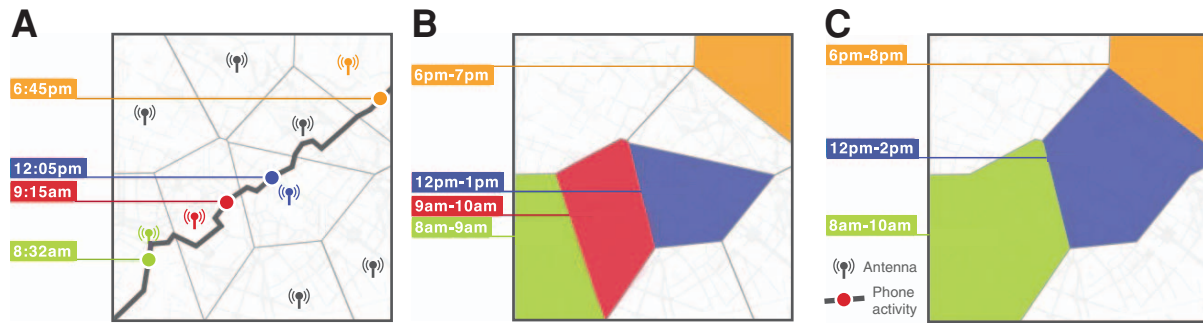 A
6:45pm
12:05pm
9:15am
8:32am
B
6pm-7pm
12pm-1pm
9am-10am
8am-9am
C
6pm-8pm
12pm-2pm
8am-10am
Antenna
Phone
activity